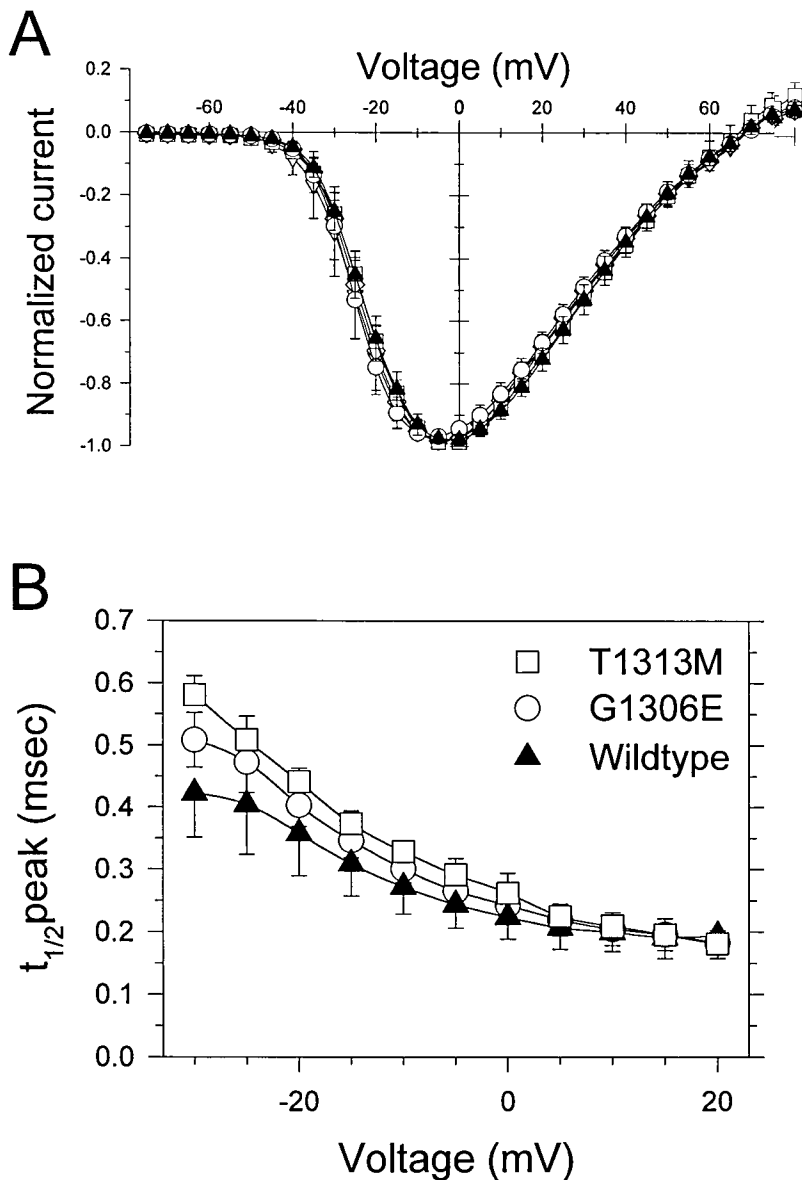 A
Voltage (mV)
-60 -40 -20 0 20 40 60
0.2
0.0
-0.2
-0.4
-0.6
-0.8
-1.0
Normalized current
B
0.7
0.6
0.5
0.4
0.3
0.2
0.1
0.0
t1/2peak (msec)
T1313M
G1306E
Wildtype
-20 0 20
Voltage (mV)